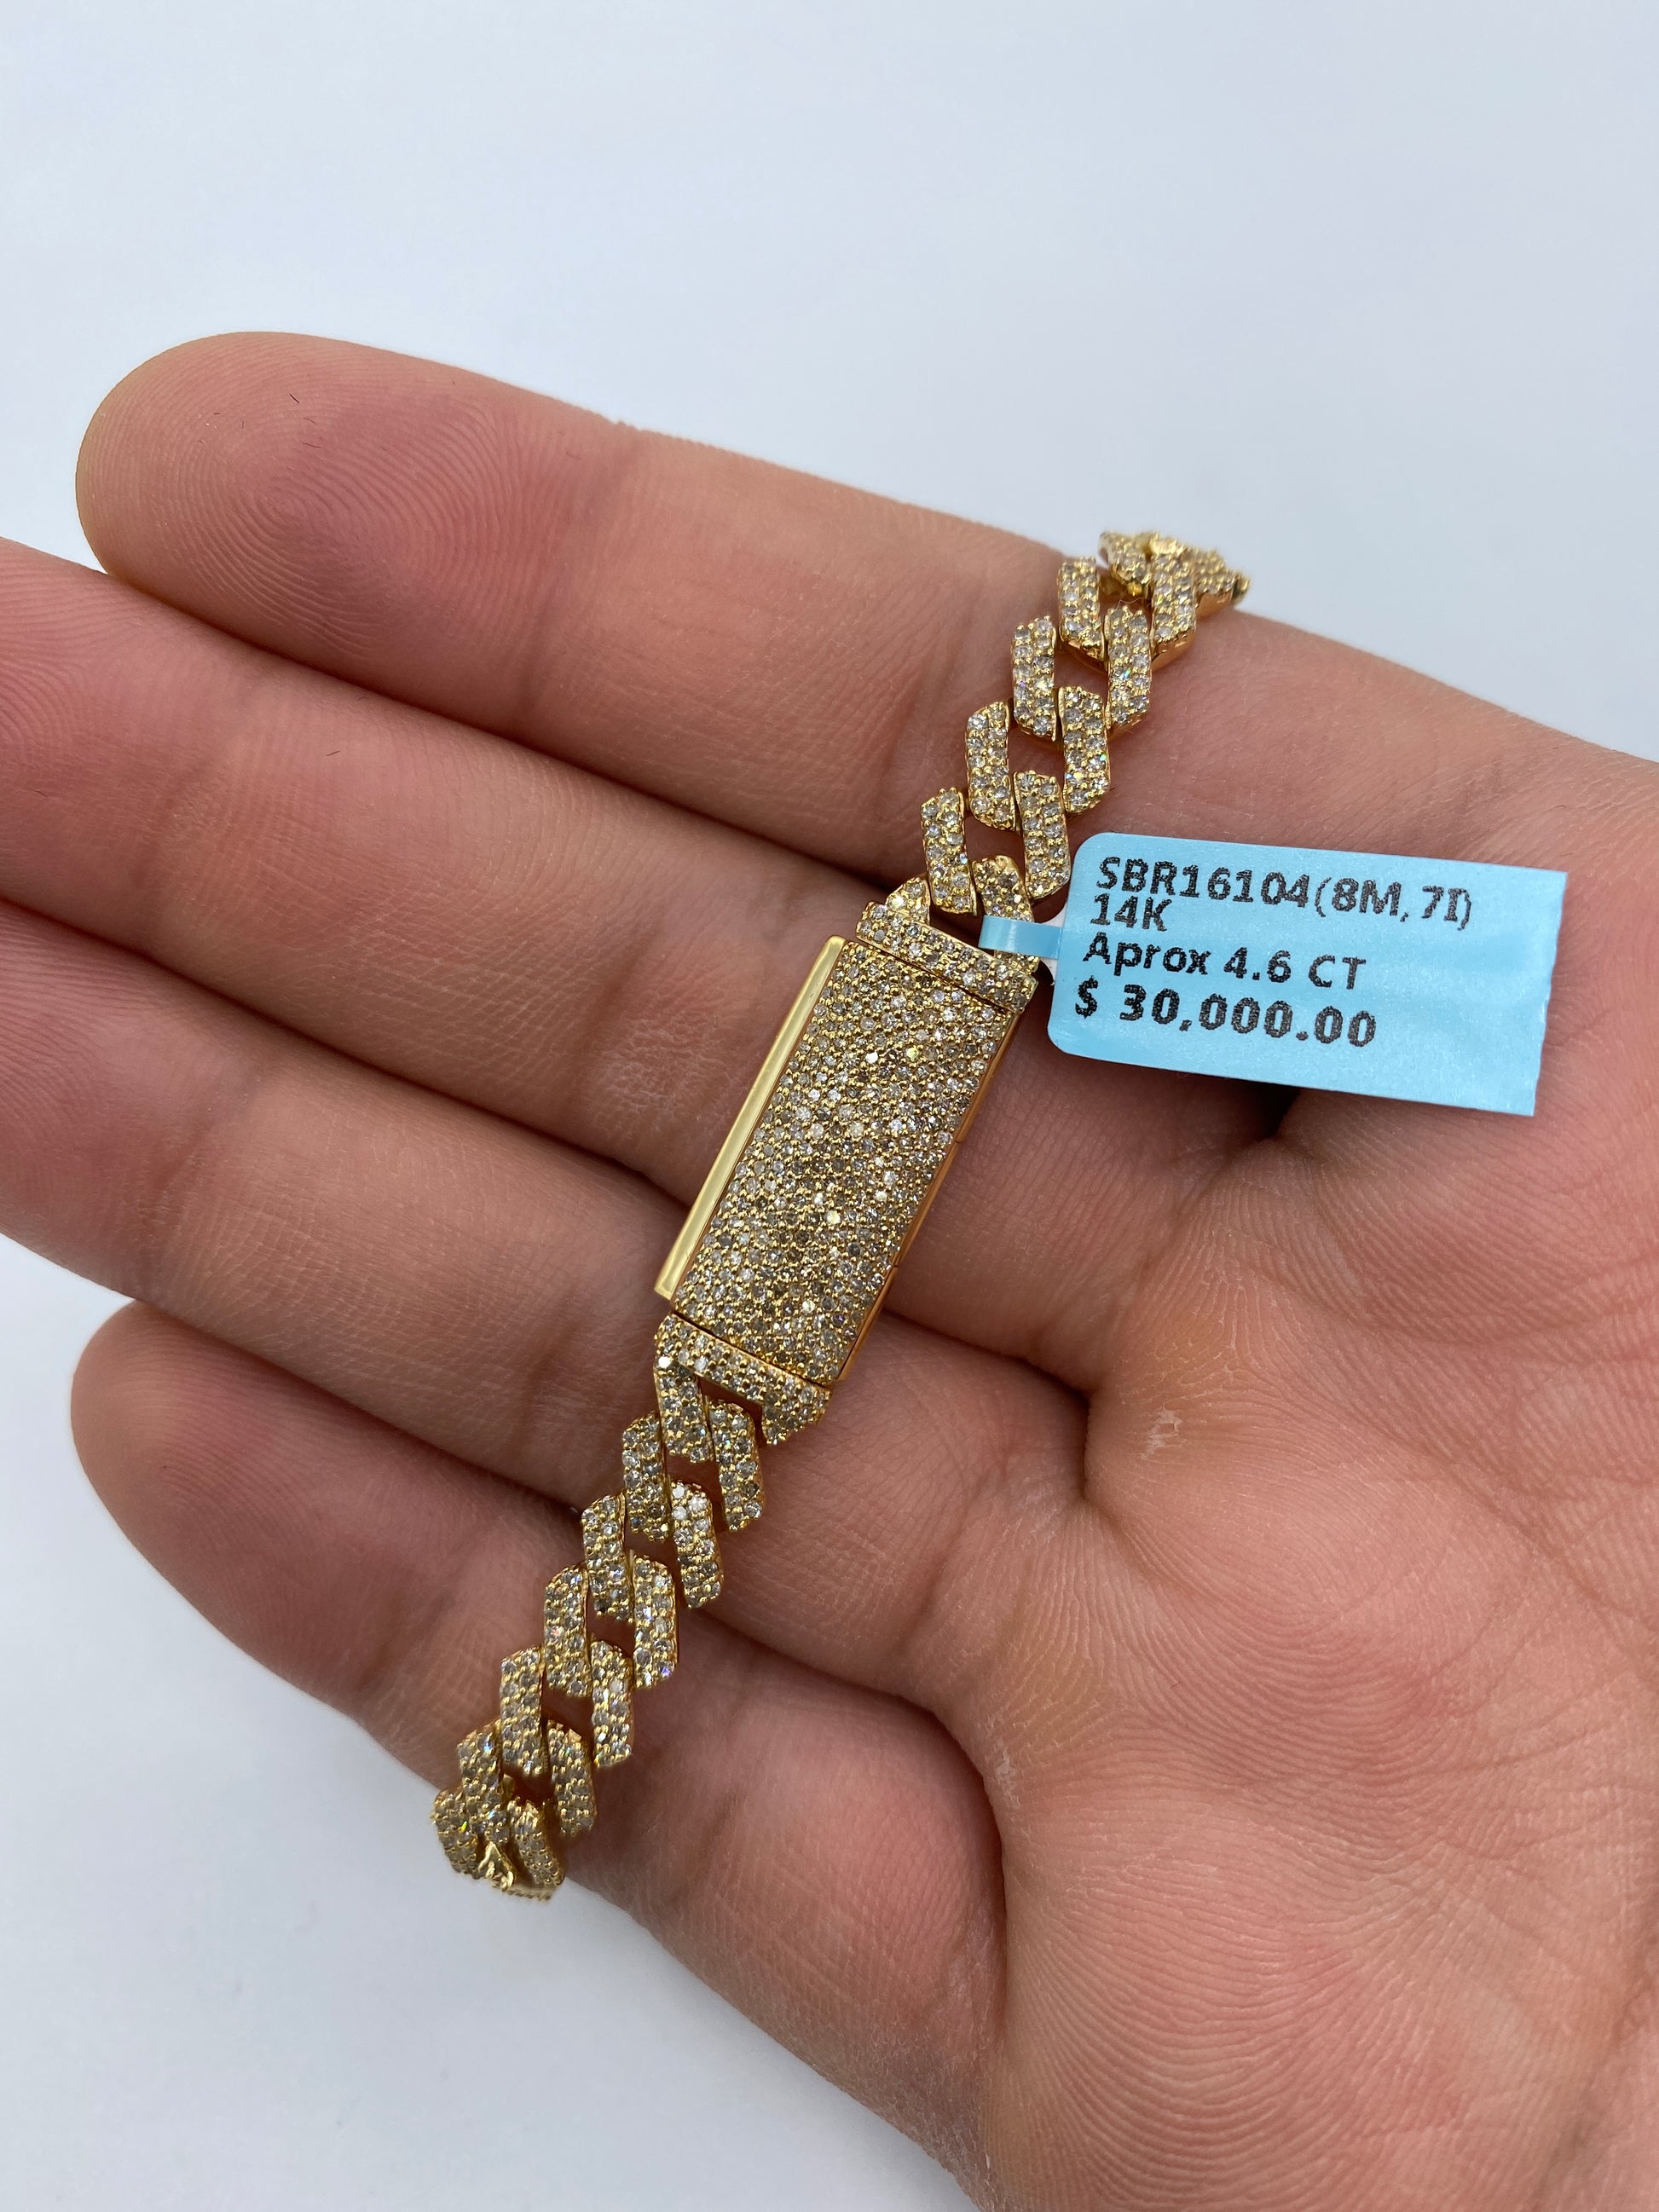 SBR16104(8M,7I)
14K
Aprox 4.6 CT
$ 30,000.00